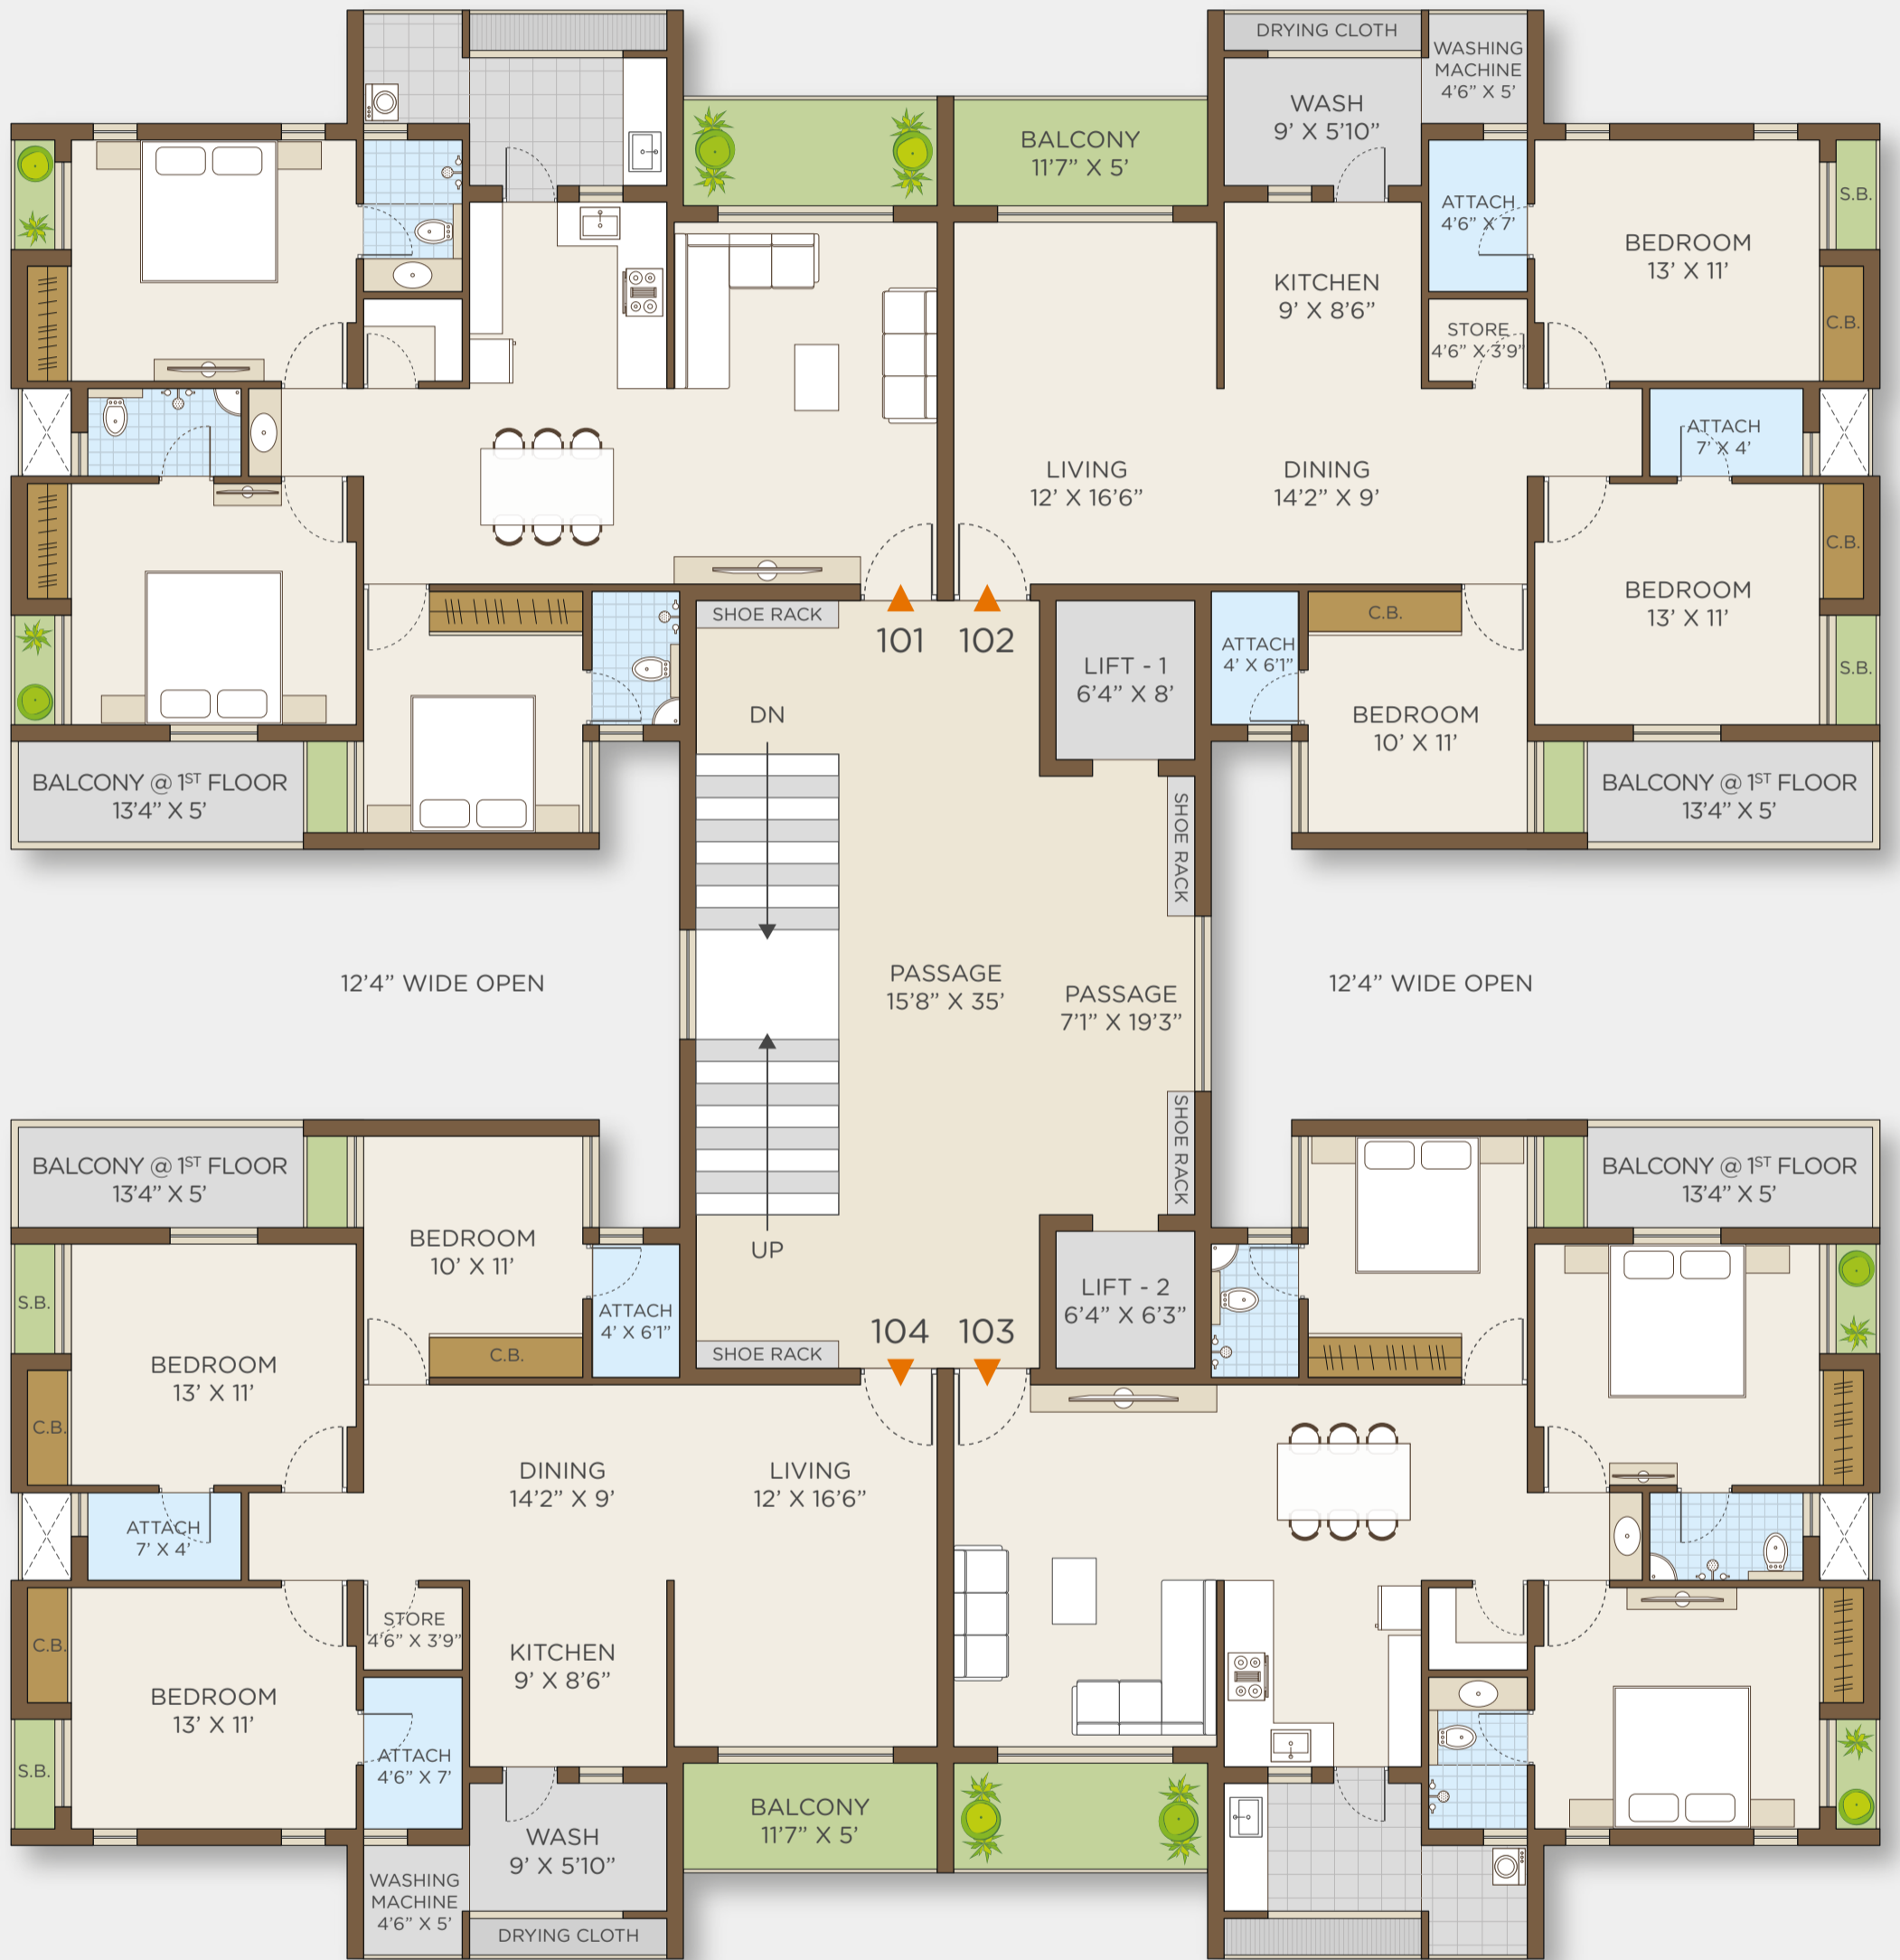 DRYING CLOTH
WASHING
MACHINE
4'6” X 5’
WASH
9’ X 5’10”
BALCONY
11’7” X 5’
ATTACH
4’6” X 7’
S.B.
BEDROOM
13’ X 11’
KITCHEN
9’ X 8’6”
C.B.
STORE
4’6” X 3’9”
ATTACH
7’ X 4’
LIVING
12’ X 16’6”
DINING
14’2” X 9’
C.B.
BEDROOM
13’ X 11’
SHOE RACK
101
102
C.B.
ATTACH
4’ X 6’1”
LIFT - 1
6’4” X 8’
S.B.
DN
BEDROOM
10’ X 11’
BALCONY @ 1ST FLOOR
13’4” X 5’
BALCONY @ 1ST FLOOR
13’4” X 5’
SHOE RACK
12’4” WIDE OPEN
PASSAGE
15’8” X 35’
PASSAGE
7’1” X 19’3”
12’4” WIDE OPEN
SHOE RACK
BALCONY @ 1ST FLOOR
13’4” X 5’
BALCONY @ 1ST FLOOR
13’4” X 5’
BEDROOM
10’ X 11’
UP
S.B.
ATTACH
4’ X 6’1”
LIFT - 2
6’4” X 6’3”
104
103
SHOE RACK
C.B.
BEDROOM
13’ X 11’
C.B.
DINING
14’2” X 9’
LIVING
12’ X 16’6”
ATTACH
7’ X 4’
STORE
4’6” X 3’9”
C.B.
KITCHEN
9’ X 8’6”
BEDROOM
13’ X 11’
S.B.
ATTACH
4’6” X 7’
BALCONY
11’7” X 5’
WASH
9’ X 5’10”
WASHING
MACHINE
4’6” X 5’
DRYING CLOTH